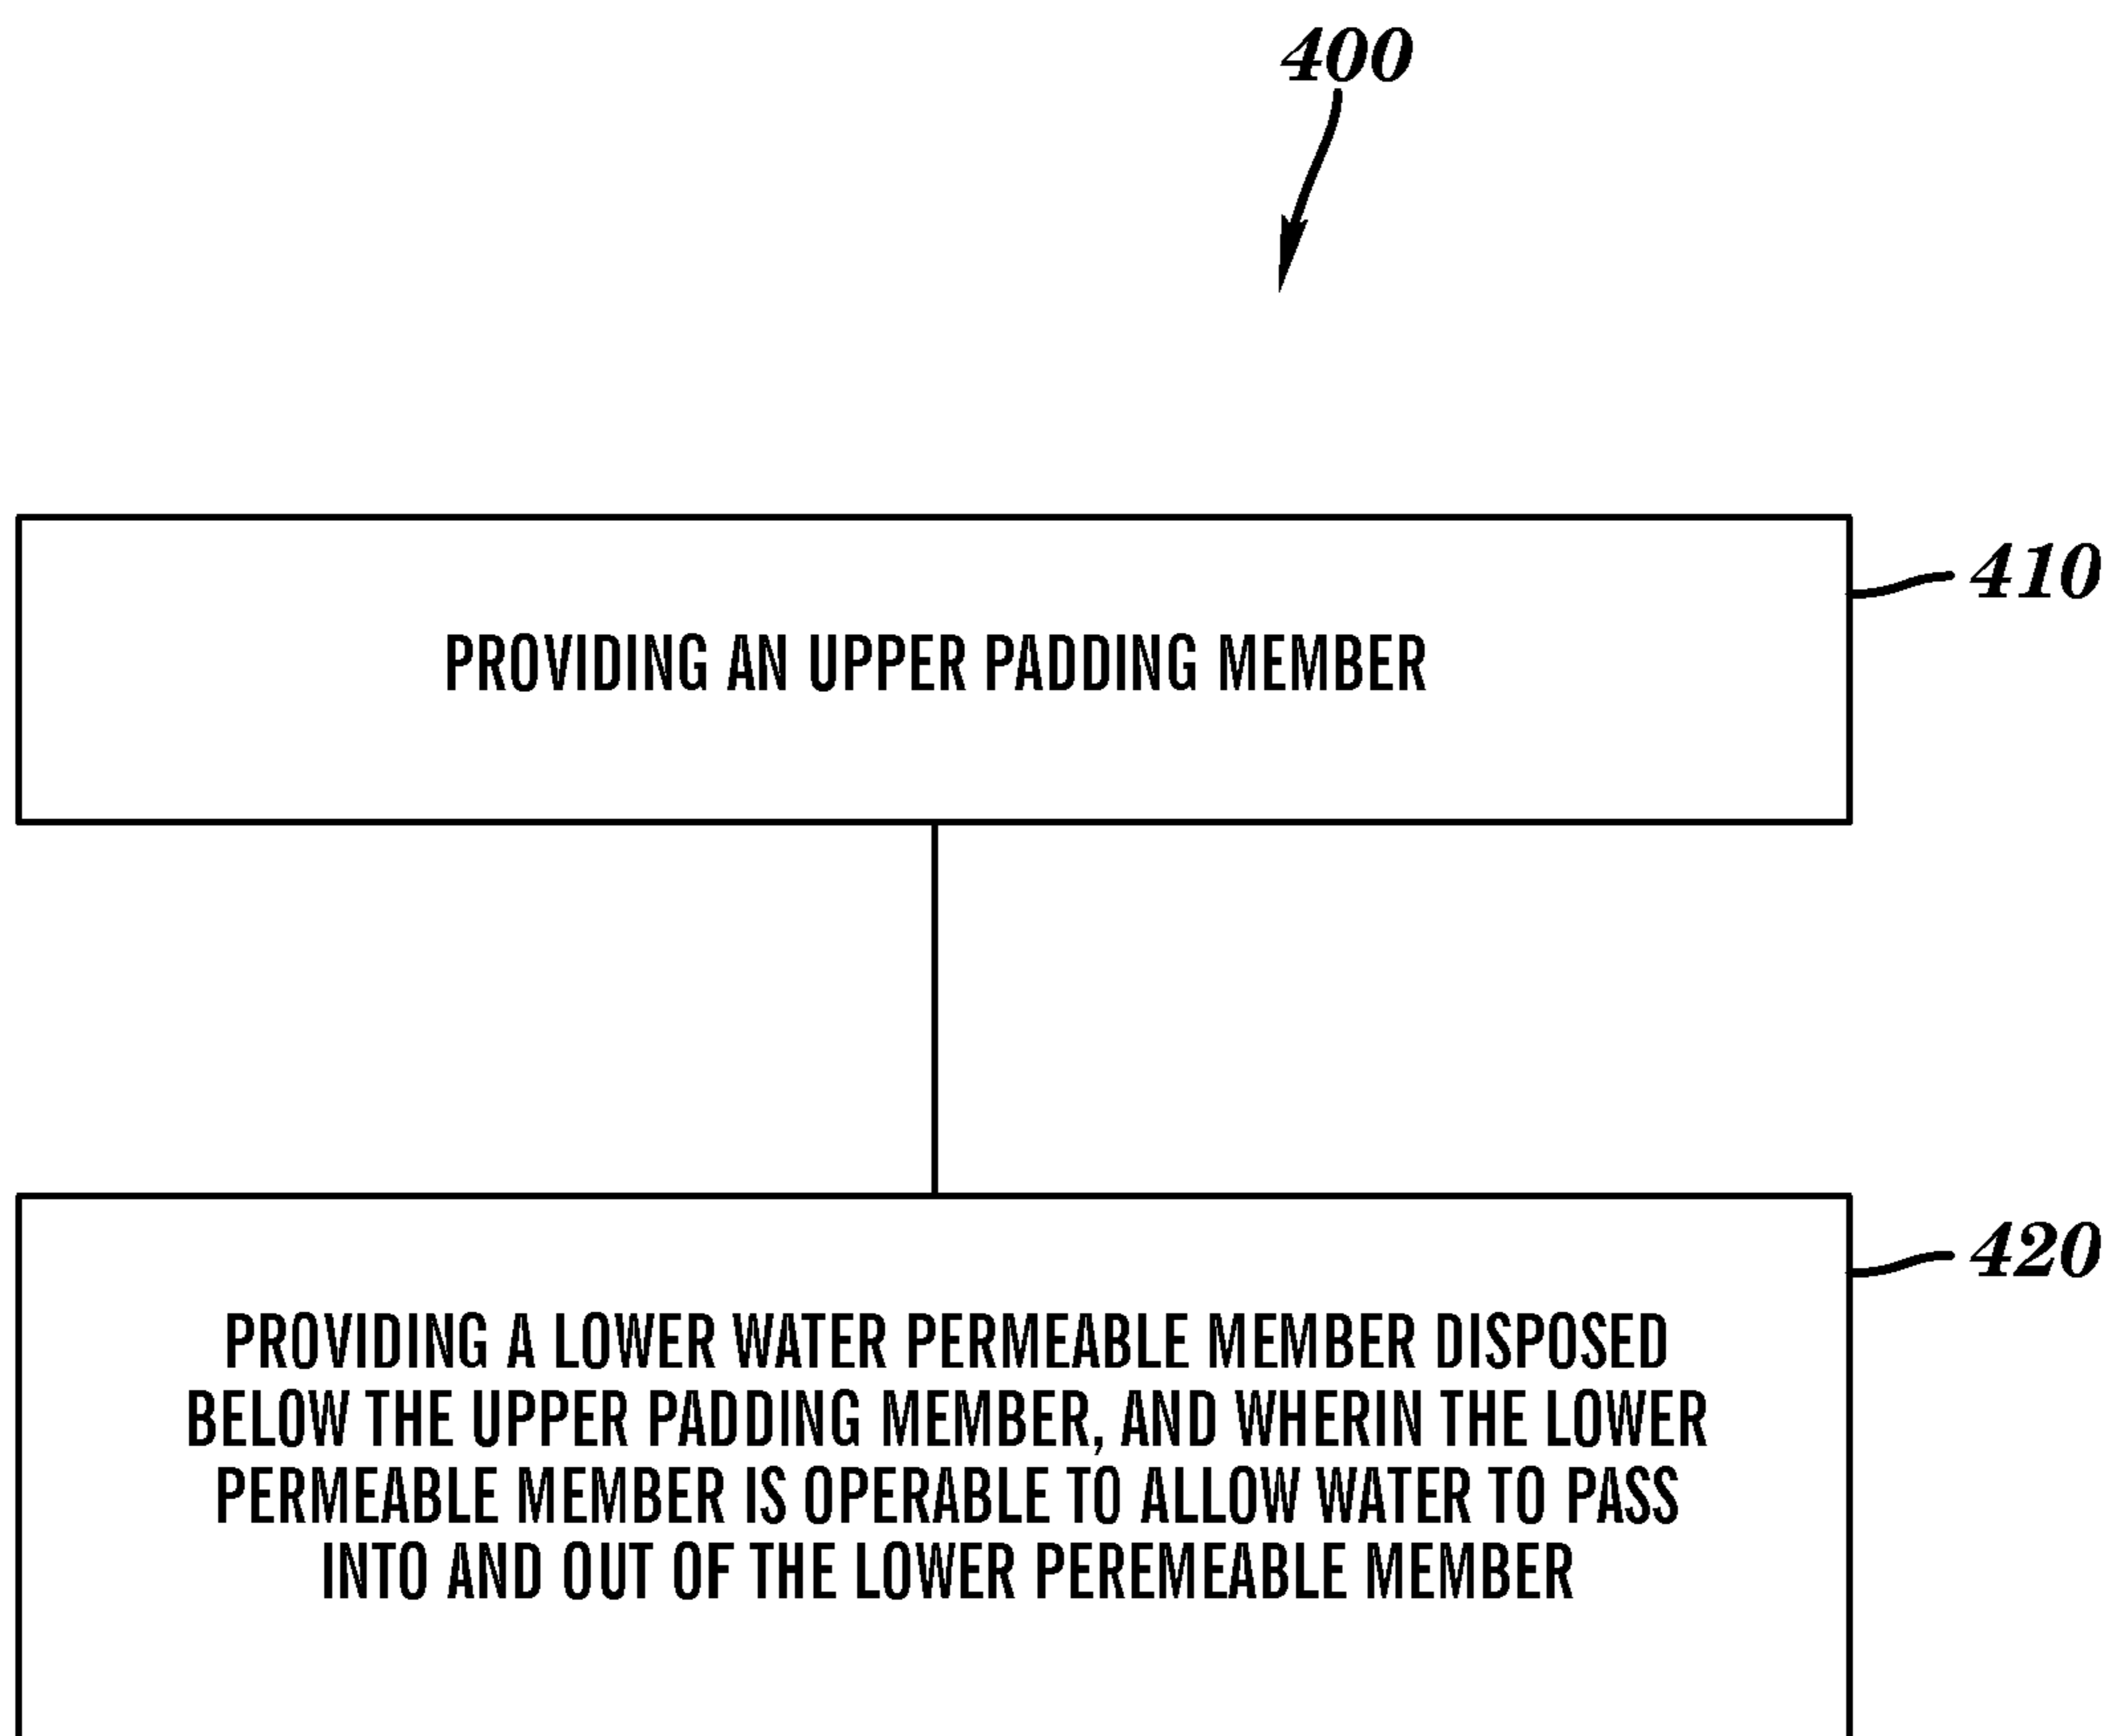 400
410
PROVIDING AN UPPER PADDING MEMBER
420
PROVIDING A LOWER WATER PERMEABLE MEMBER DISPOSED
BELOW THE UPPER PADDING MEMBER, AND WHERIN THE LOWER
PERMEABLE MEMBER IS OPERABLE TO ALLOW WATER TO PASS
INTO AND OUT OF THE LOWER PEREMEABLE MEMBER